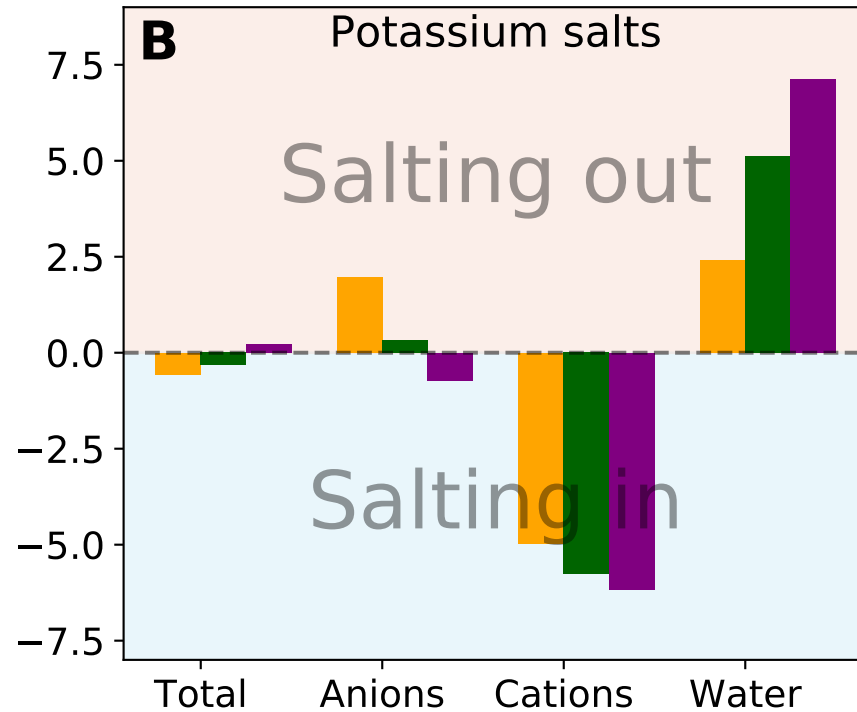 B
Potassium salts
7.5
5.0
2.5
0.0
−2.5
−5.0
−7.5
Salting out
Salting in
Total Anions Cations Water